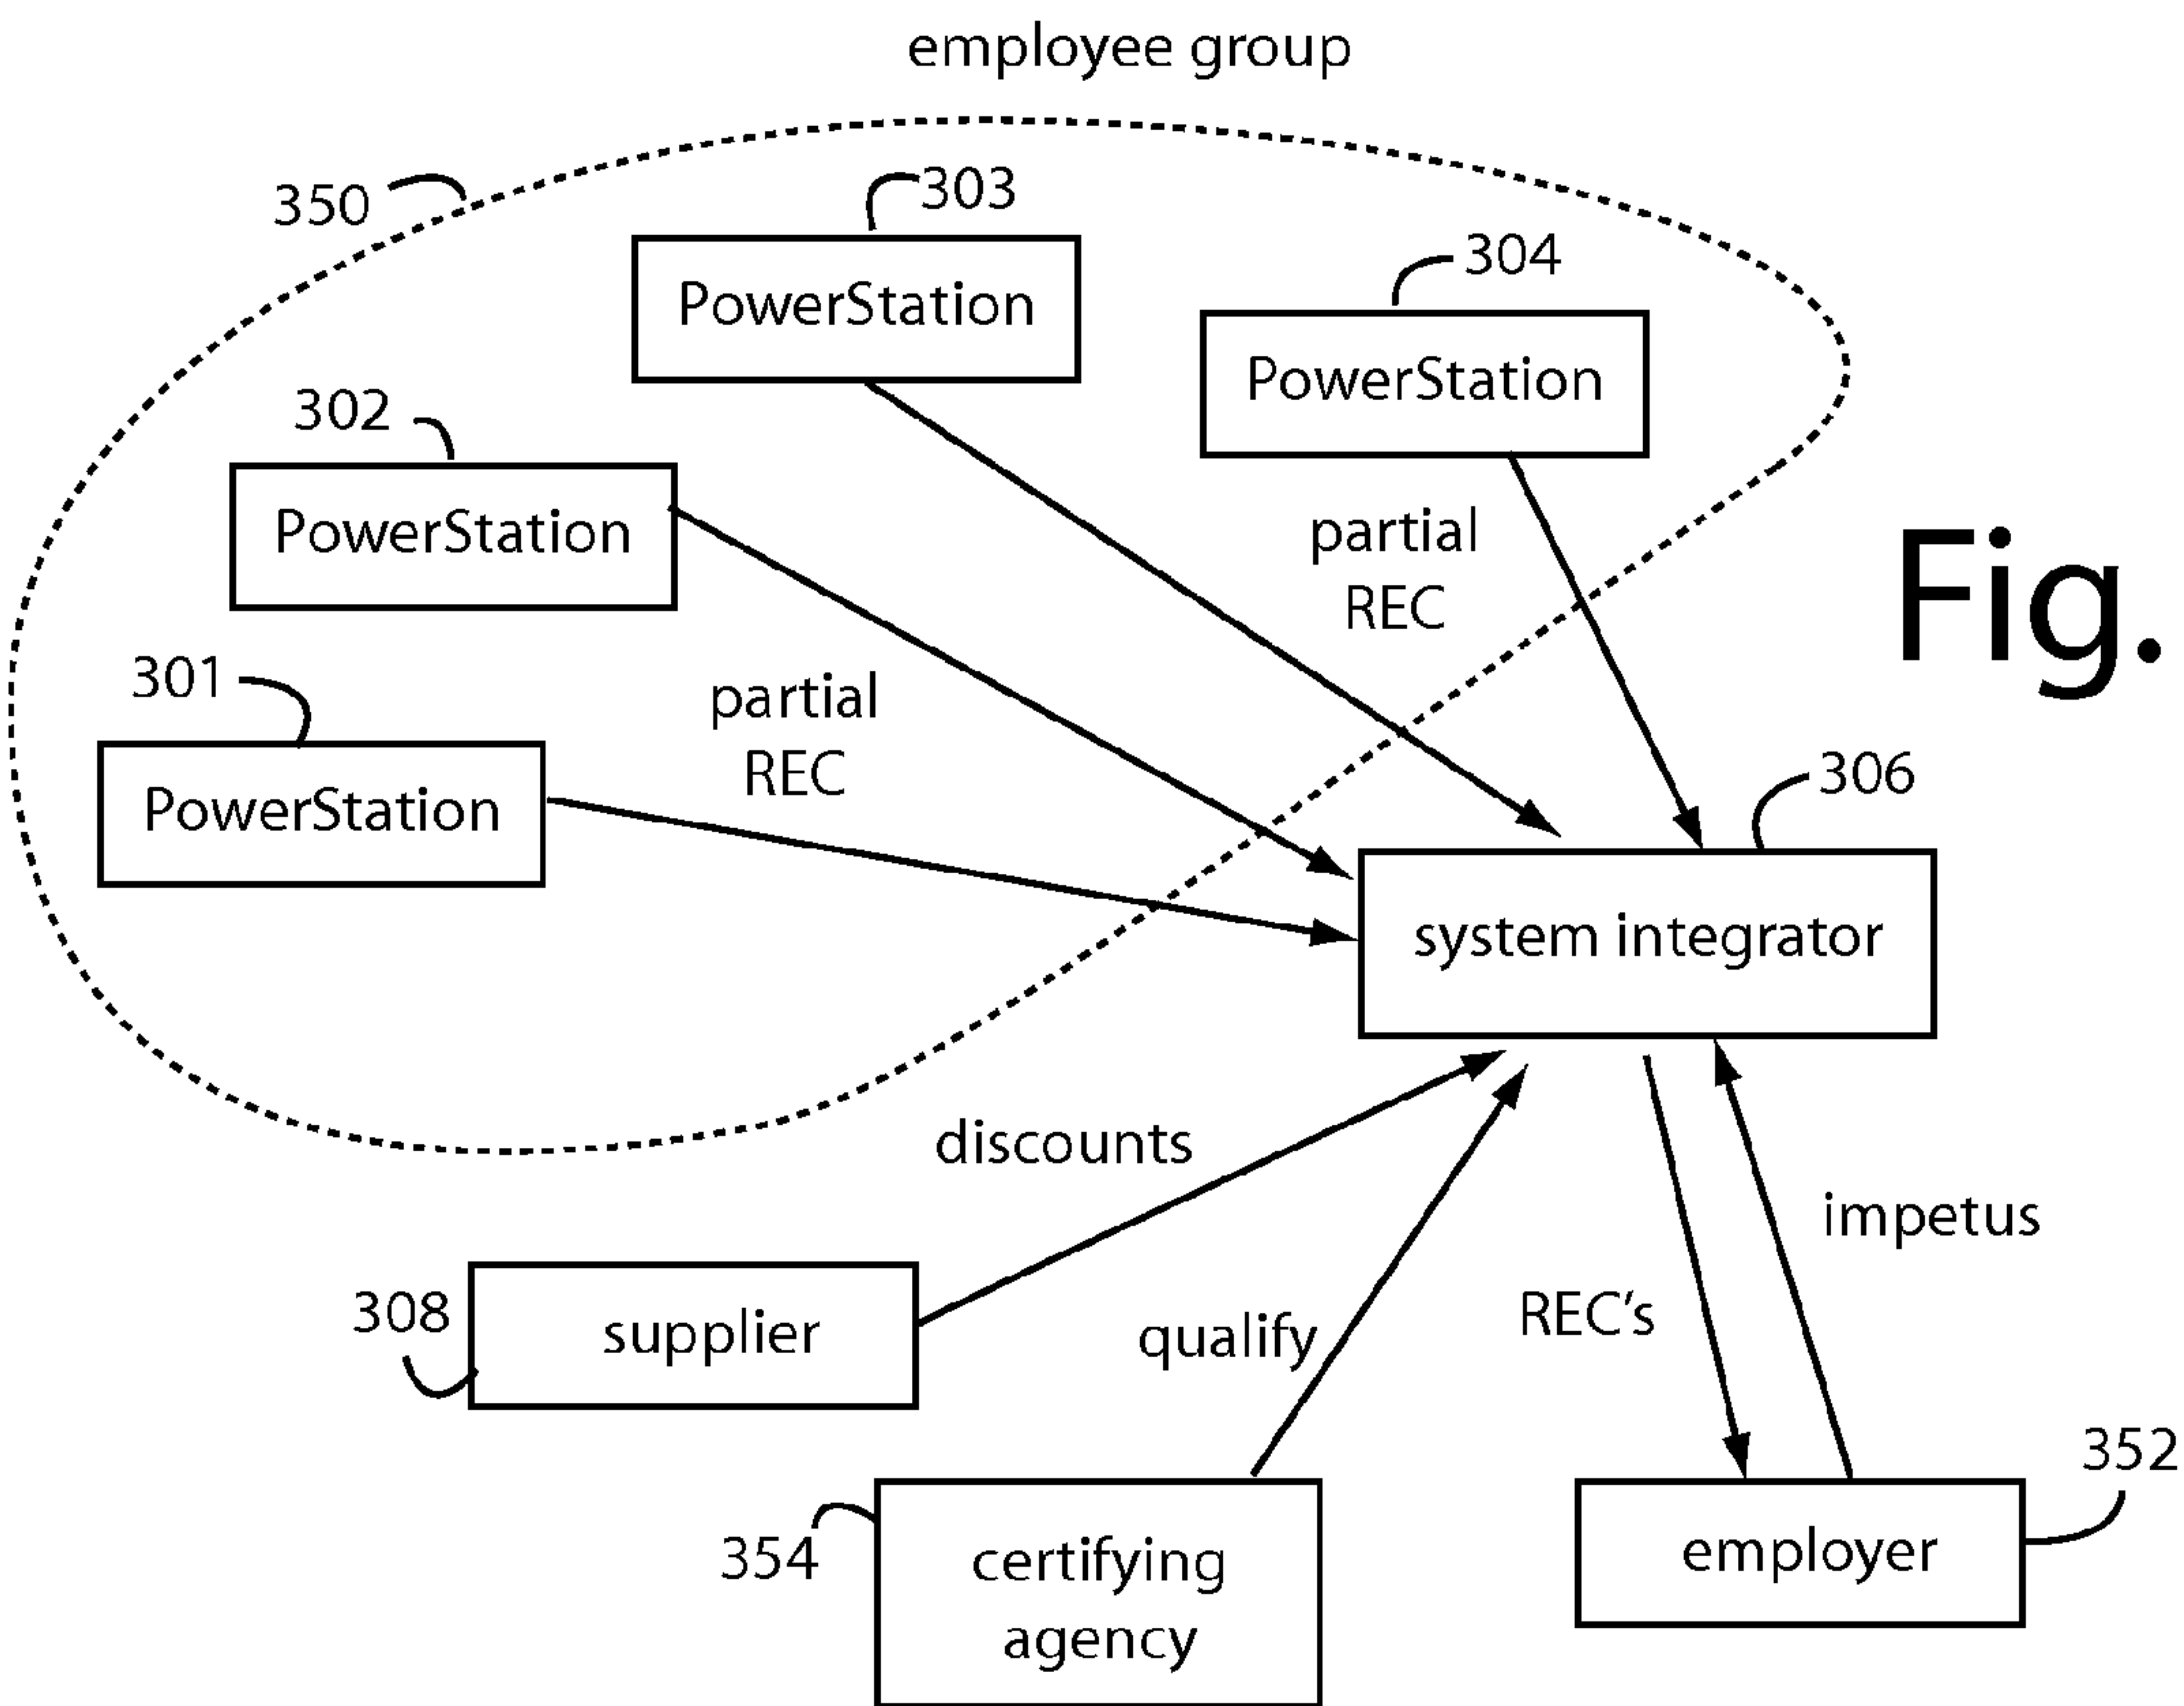 employee group
350
303
PowerStation
304
PowerStation
302
PowerStation
partial
REC
Fig.
301
PowerStation
partial
REC
306
system integrator
discounts
impetus
308
supplier
qualify
REC's
352
354
certifying
agency
employer